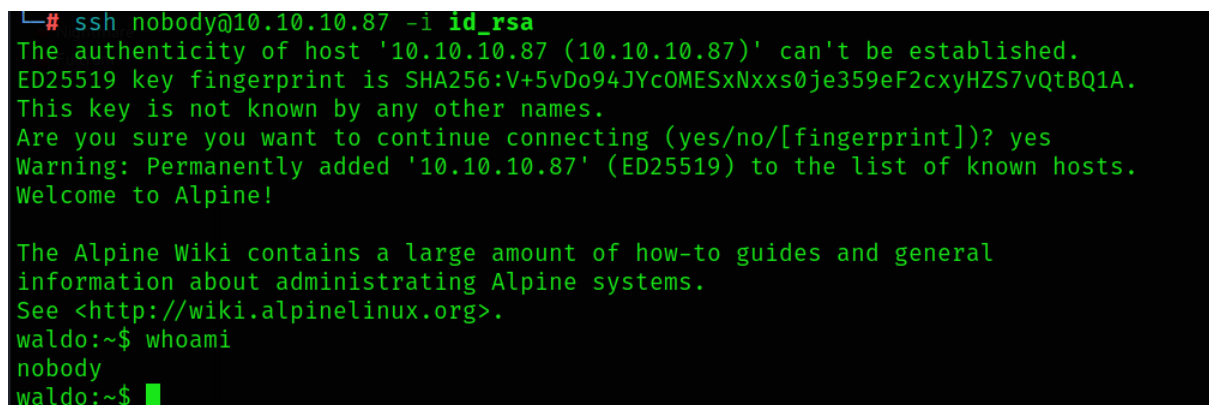 └─# ssh nobody@10.10.10.87 -i id_rsa
The authenticity of host '10.10.10.87 (10.10.10.87)' can't be established.
ED25519 key fingerprint is SHA256:V+5vDo94JYcOMESxNxxs0je359eF2cxyHZS7vQtBQ1A.
This key is not known by any other names.
Are you sure you want to continue connecting (yes/no/[fingerprint])? yes
Warning: Permanently added '10.10.10.87' (ED25519) to the list of known hosts.
Welcome to Alpine!

The Alpine Wiki contains a large amount of how-to guides and general
information about administrating Alpine systems.
See <http://wiki.alpinelinux.org>.
waldo:~$ whoami
nobody
waldo:~$